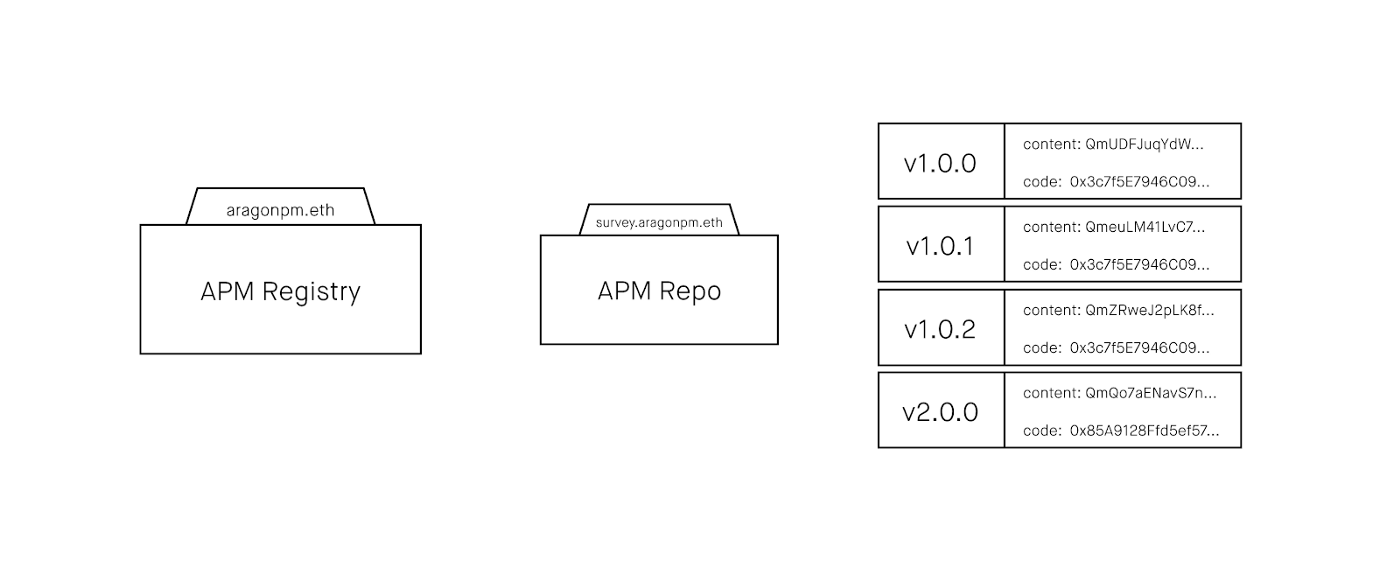 aragonpm.eth
APM Registry
survey.aragonpm.eth
APM Repo
v1.0.0
content: QmUDFJuqYdW...
code: 0x3c7f5E7946C09...
v1.0.1
content: QmeuLM41LvC7...
code: 0x3c7f5E7946C09...
v1.0.2
content: QmZRweJ2pLK8f...
code: 0x3c7f5E7946C09...
v2.0.0
content: QmQo7aENavS7n...
code: 0x85A9128Ffd5ef57...